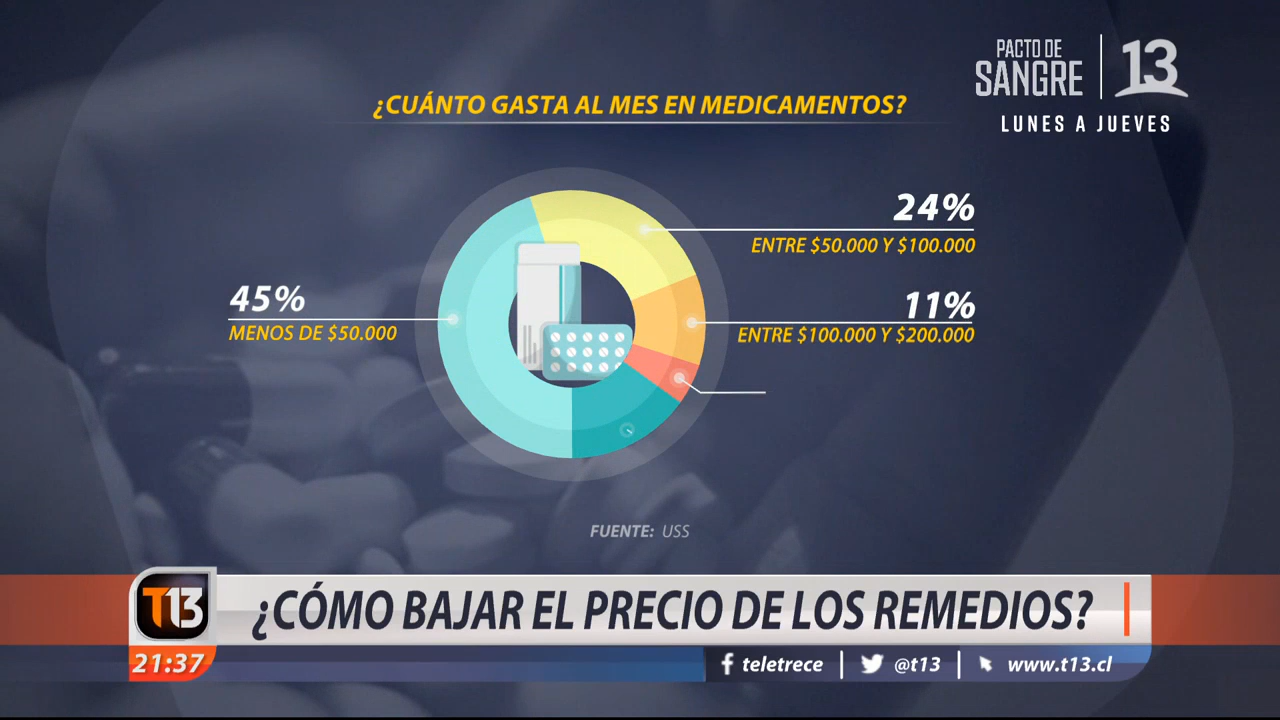 PACTO DE
SANGRE
13
LUNES A JUEVES
¿CUÁNTO GASTA AL MES EN MEDICAMENTOS?
24%
ENTRE $50.000 Y $100.000
45%
MENOS DE $50.000
11%
ENTRE $100.000 Y $200.000
FUENTE: USS
T13
¿CÓMO BAJAR EL PRECIO DE LOS REMEDIOS?
21:37
teletrece
@t13
www.t13.cl